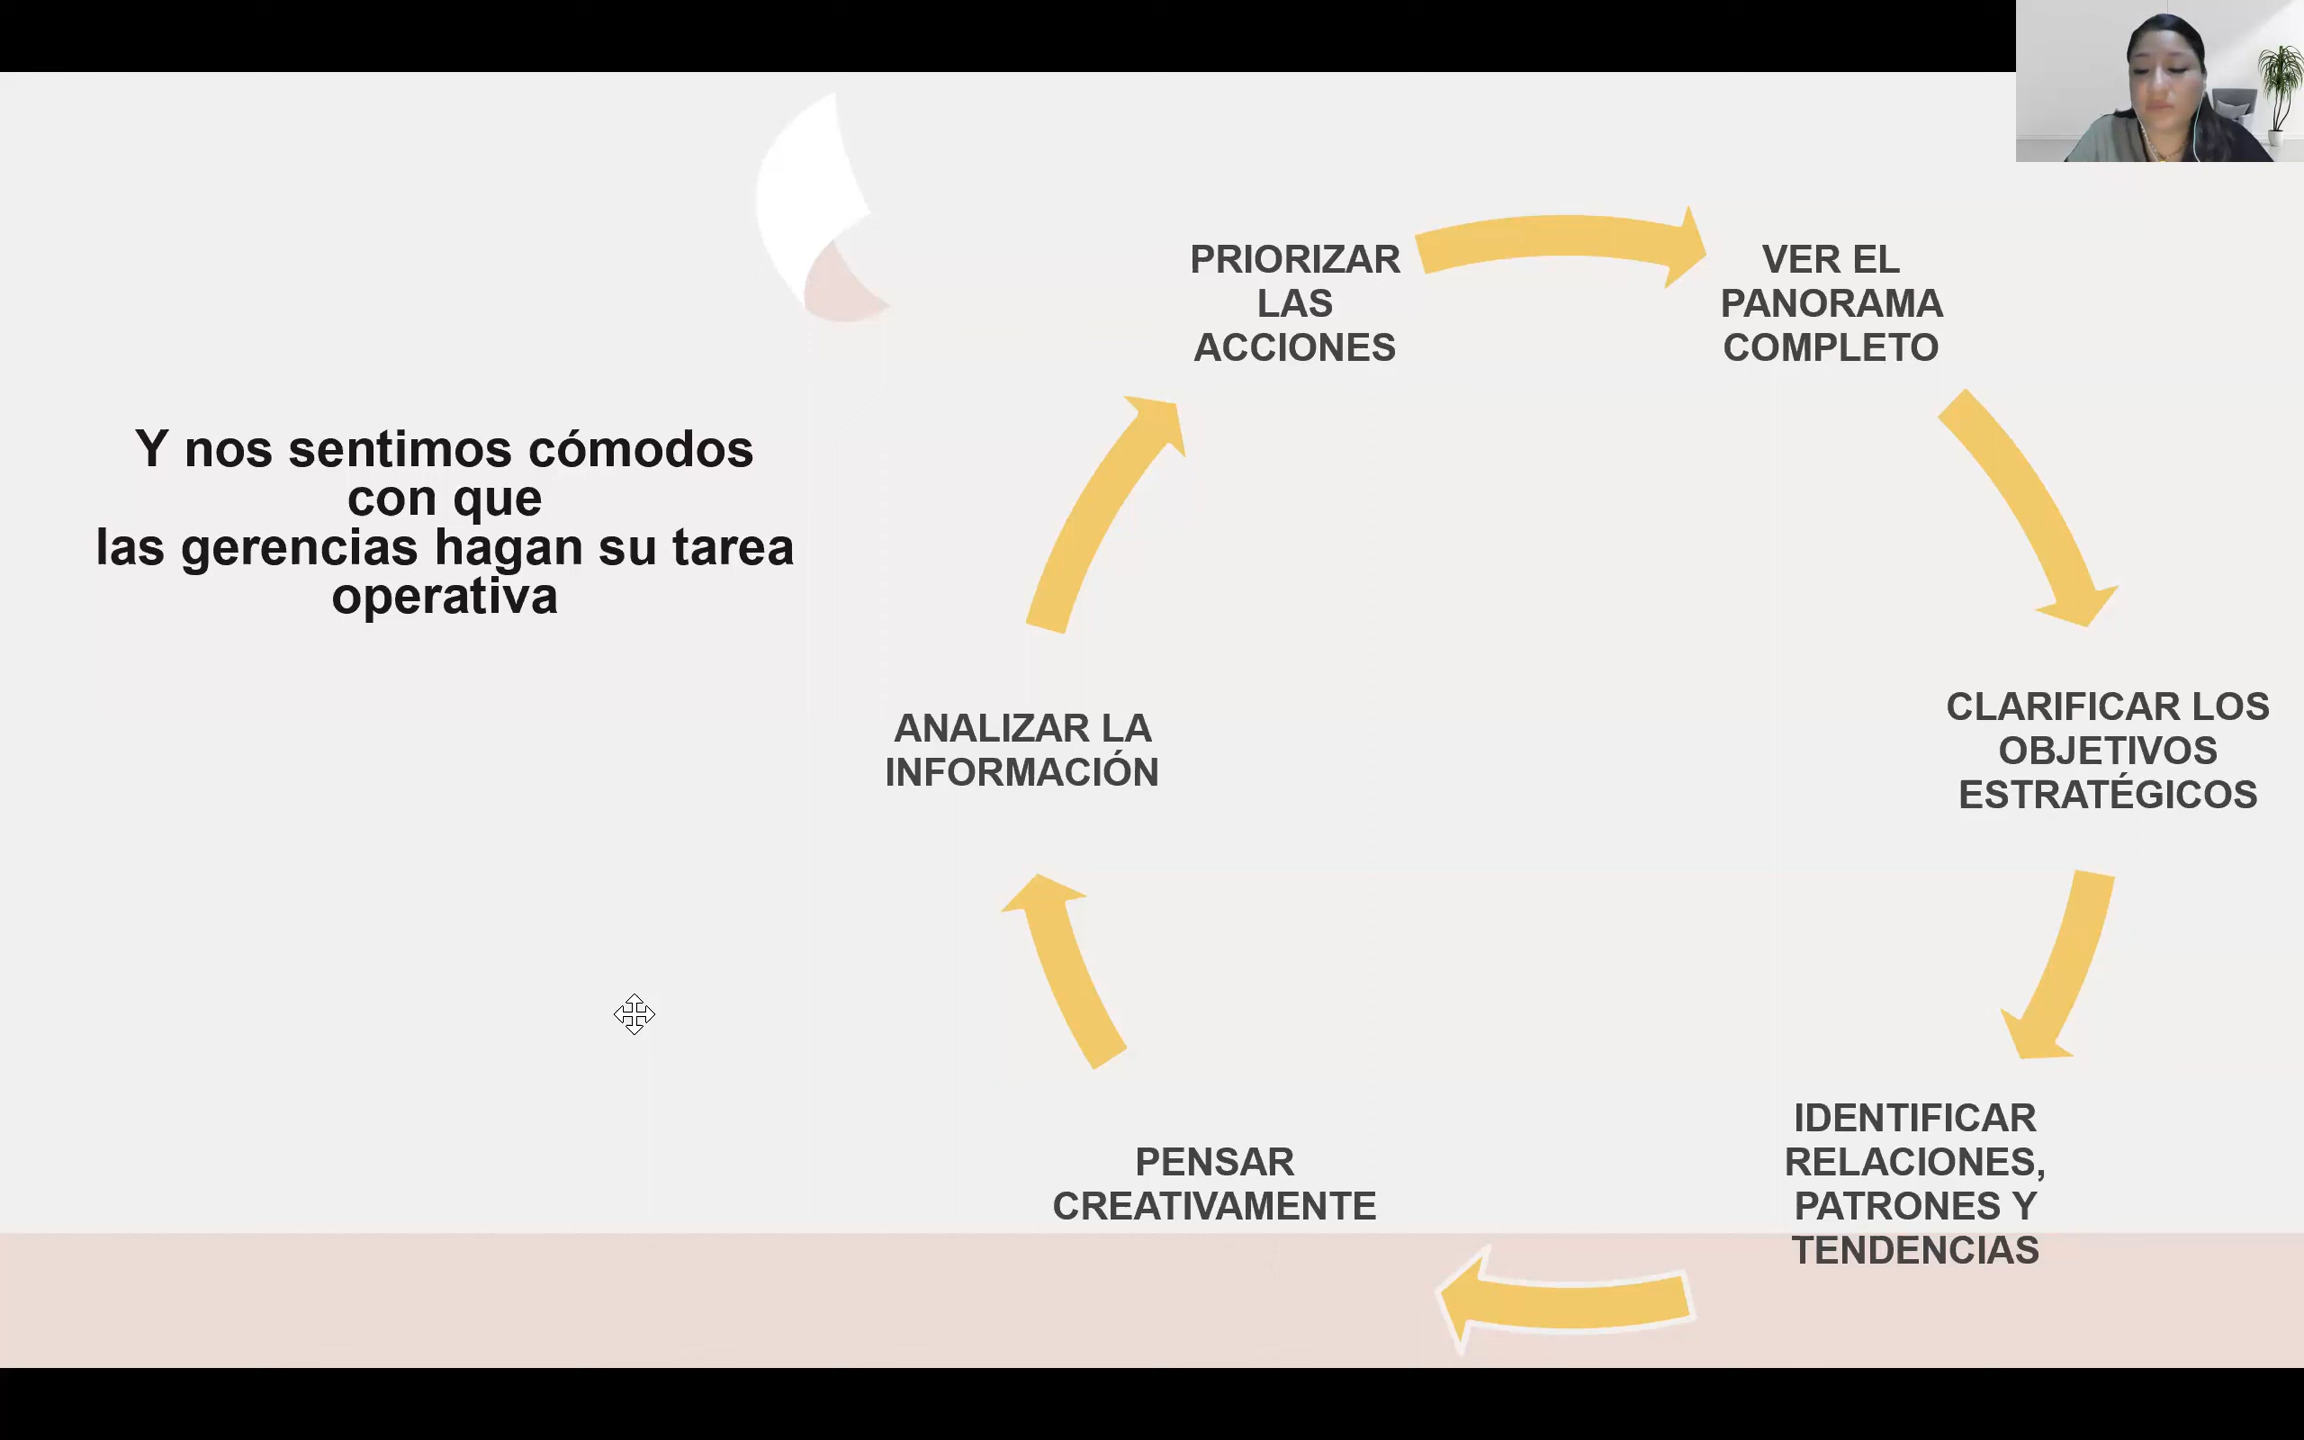 Y nos sentimos cómodos
con que
las gerencias hagan su tarea
operativa
PRIORIZAR
LAS
ACCIONES
VER EL
PANORAMA
COMPLETO
CLARIFICAR LOS
OBJETIVOS
ESTRATÉGICOS
IDENTIFICAR
RELACIONES,
PATRONES Y
TENDENCIAS
PENSAR
CREATIVAMENTE
ANALIZAR LA
INFORMACIÓN